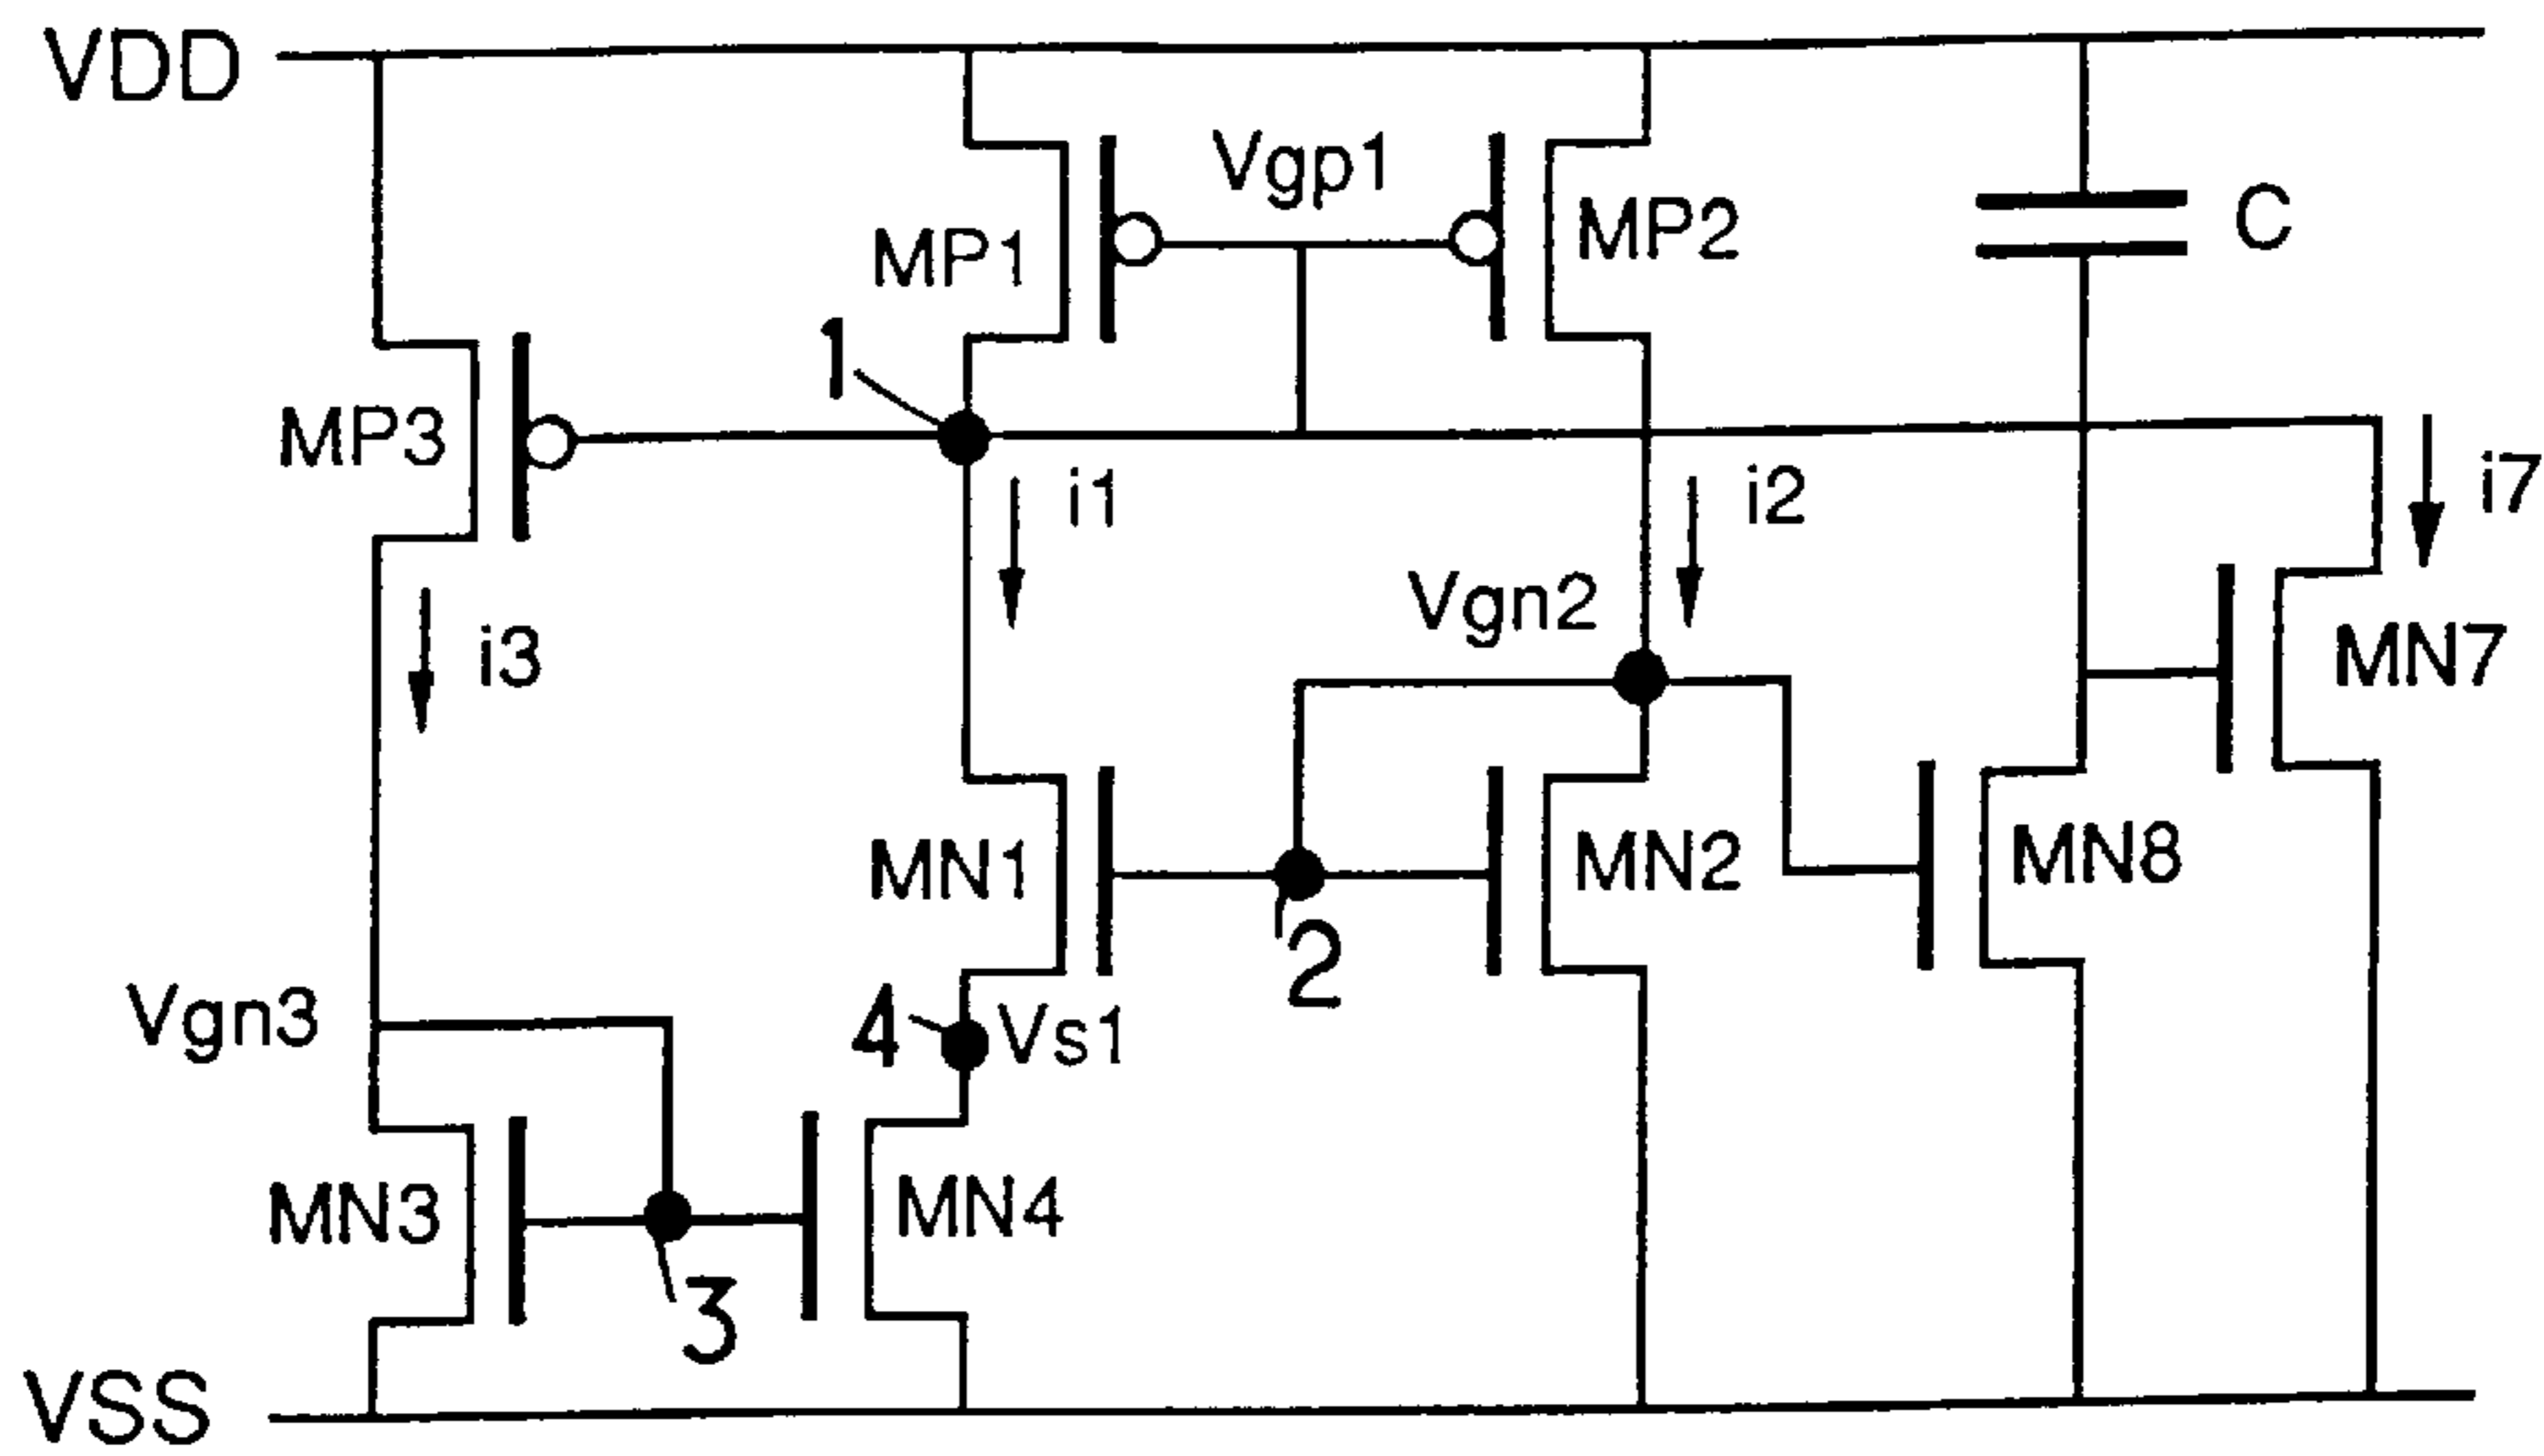 VDD
Vgp1
MP1
MP2
C
1
MP3
i1
i2
i7
Vgn2
i3
MN7
MN1
MN2
MN8
2
Vgn3
4
Vs1
MN3
MN4
3
VSS